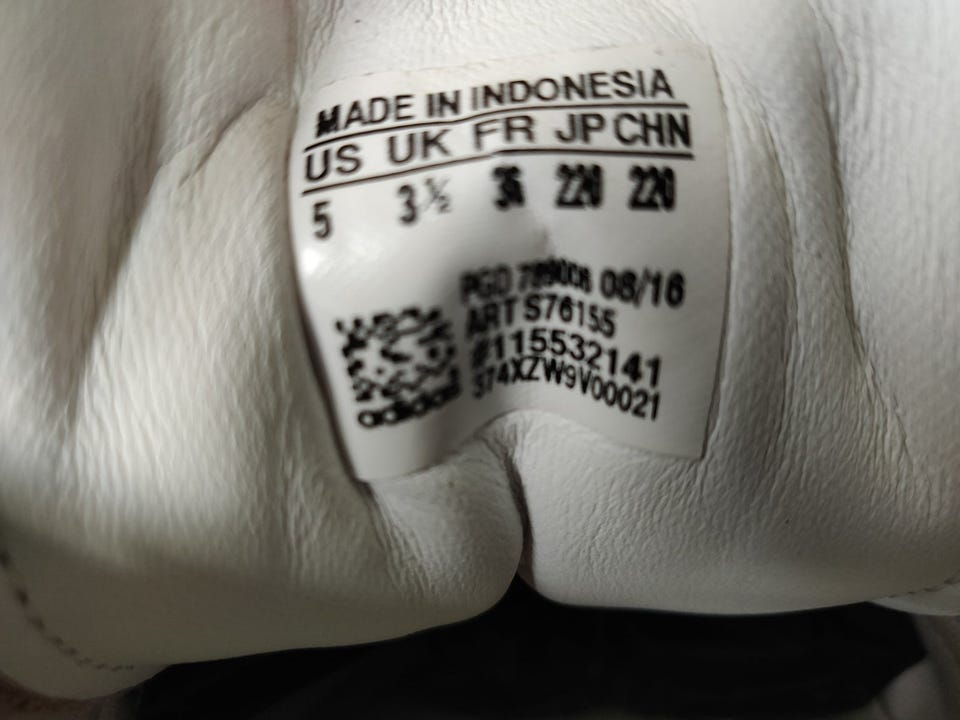 MADE IN INDONESIA
US UK FR JP CHN
5 3½ 36 220 220
08/16
ART S76155
#115532141
374XZW9V00021
adidas